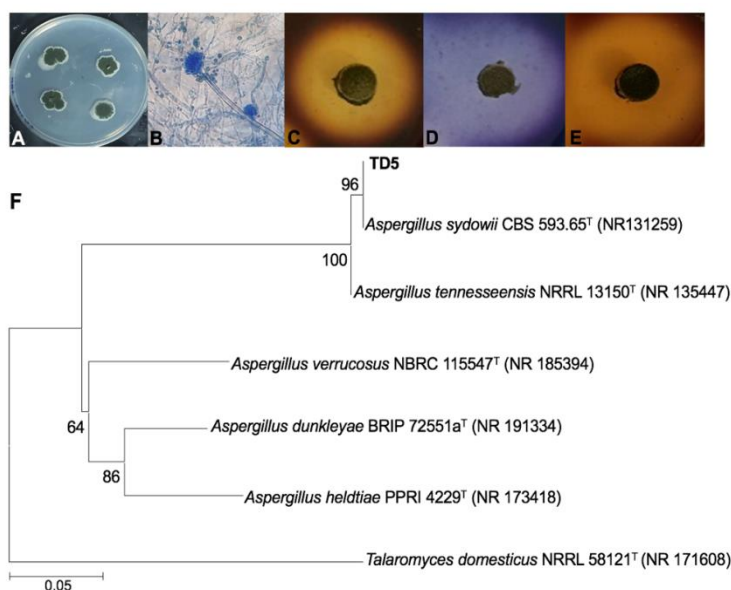 A
B
C
D
E
F
TD5
96
Aspergillus sydowii CBS 593.65ᵀ (NR131259)
100
Aspergillus tennesseensis NRRL 13150ᵀ (NR 135447)
Aspergillus verrucosus NBRC 115547ᵀ (NR 185394)
64
Aspergillus dunkleyae BRIP 72551aᵀ (NR 191334)
86
Aspergillus heldtiae PPRI 4229ᵀ (NR 173418)
Talaromyces domesticus NRRL 58121ᵀ (NR 171608)
0.05